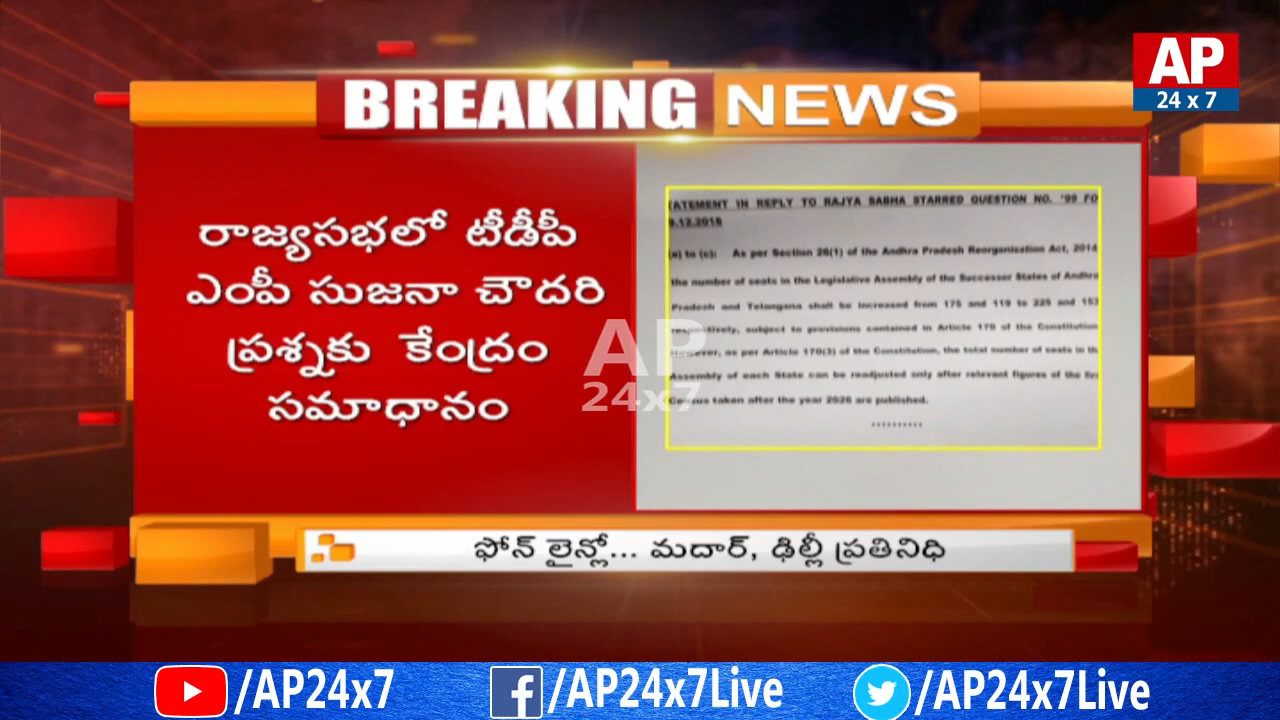 BREAKING NEWS
AP
24 x 7
రాజ్యసభలో టీడీపీ
ఎంపీ సుజనా చౌదరి
ప్రశ్నకు కేంద్రం
సమాధానం
ATEMENT IN REPLY TO RAJYA SABHA STARRED QUESTION NO. '99 FO
9.12.2018
(a) to (c): As per Section 26(1) of the Andhra Pradesh Reorganisation Act, 2014,
the number of seats in the Legislative Assembly of the Successor States of Andhra
Pradesh and Telangana shall be increased from 175 and 119 to 225 and 153
respectively, subject to provisions contained in Article 170 of the Constitution
However, as per Article 170(3) of the Constitution, the total number of seats in th
Assembly of each State can be readjusted only after relevant figures of the firs
Census taken after the year 2026 are published.
**********
AP
24x7
ఫోన్ లైన్లో... మదార్, ఢిల్లీ ప్రతినిధి
/AP24x7
/AP24x7Live
/AP24x7Live